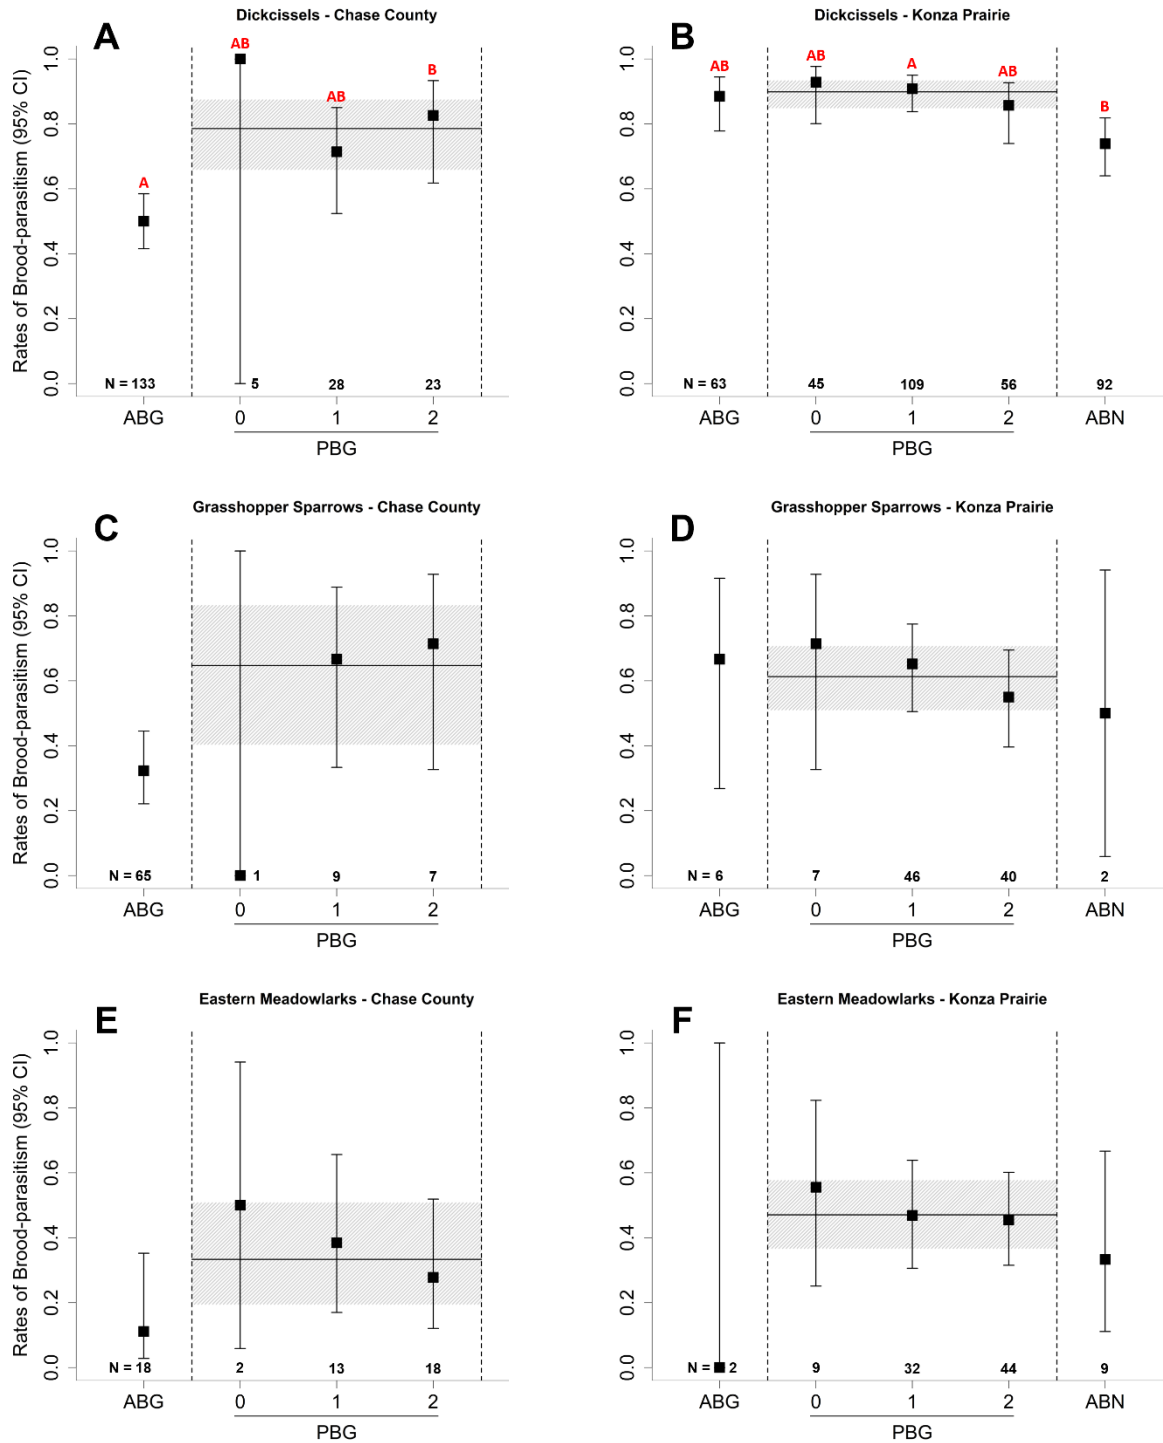 Dickcissels - Chase County
A
Rates of Brood-parasitism (95% CI)
1.0
0.8
0.6
0.4
0.2
0.0
A
AB
AB
B
N = 133
5
28
23
ABG
0
1
2
PBG
Dickcissels - Konza Prairie
B
1.0
0.8
0.6
0.4
0.2
0.0
AB
AB
A
AB
B
N = 63
45
109
56
92
ABG
0
1
2
ABN
PBG
Grasshopper Sparrows - Chase County
C
Rates of Brood-parasitism (95% CI)
1.0
0.8
0.6
0.4
0.2
0.0
N = 65
1
9
7
ABG
0
1
2
PBG
Grasshopper Sparrows - Konza Prairie
D
1.0
0.8
0.6
0.4
0.2
0.0
N = 6
7
46
40
2
ABG
0
1
2
ABN
PBG
Eastern Meadowlarks - Chase County
E
Rates of Brood-parasitism (95% CI)
1.0
0.8
0.6
0.4
0.2
0.0
N = 18
2
13
18
ABG
0
1
2
PBG
Eastern Meadowlarks - Konza Prairie
F
1.0
0.8
0.6
0.4
0.2
0.0
N = 2
9
32
44
9
ABG
0
1
2
ABN
PBG